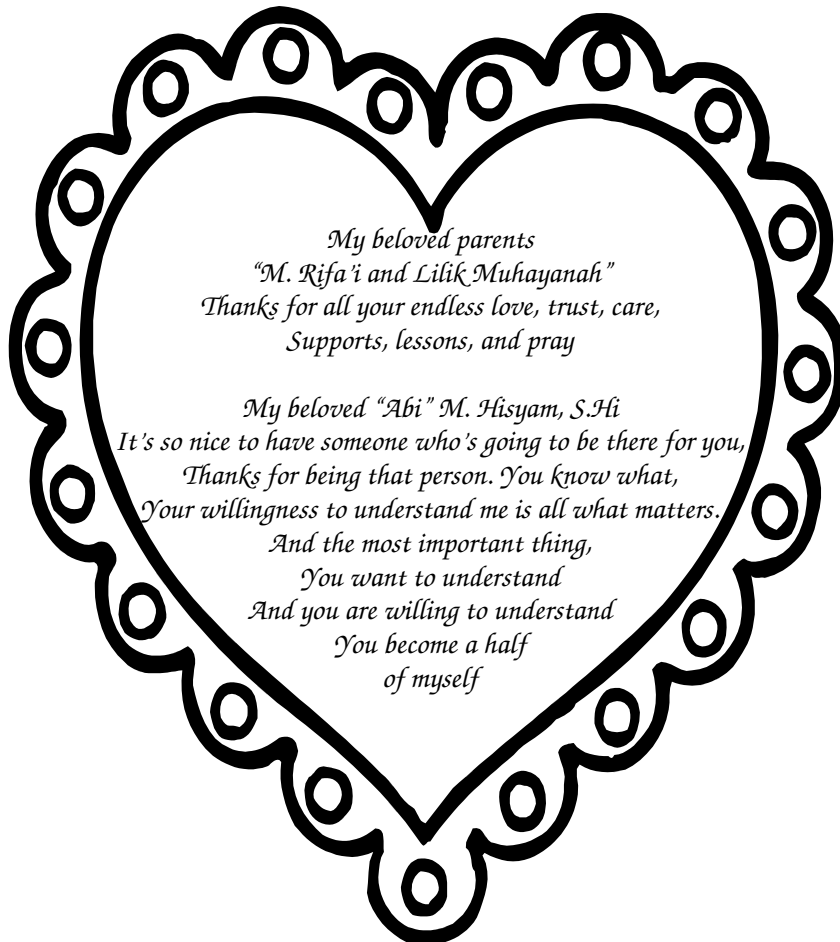 My beloved parents
“M. Rifa’i and Lilik Muhayanah”
Thanks for all your endless love, trust, care,
Supports, lessons, and pray
My beloved “Abi” M. Hisyam, S.Hi
It’s so nice to have someone who’s going to be there for you,
Thanks for being that person. You know what,
Your willingness to understand me is all what matters.
And the most important thing,
You want to understand
And you are willing to understand
You become a half
of myself